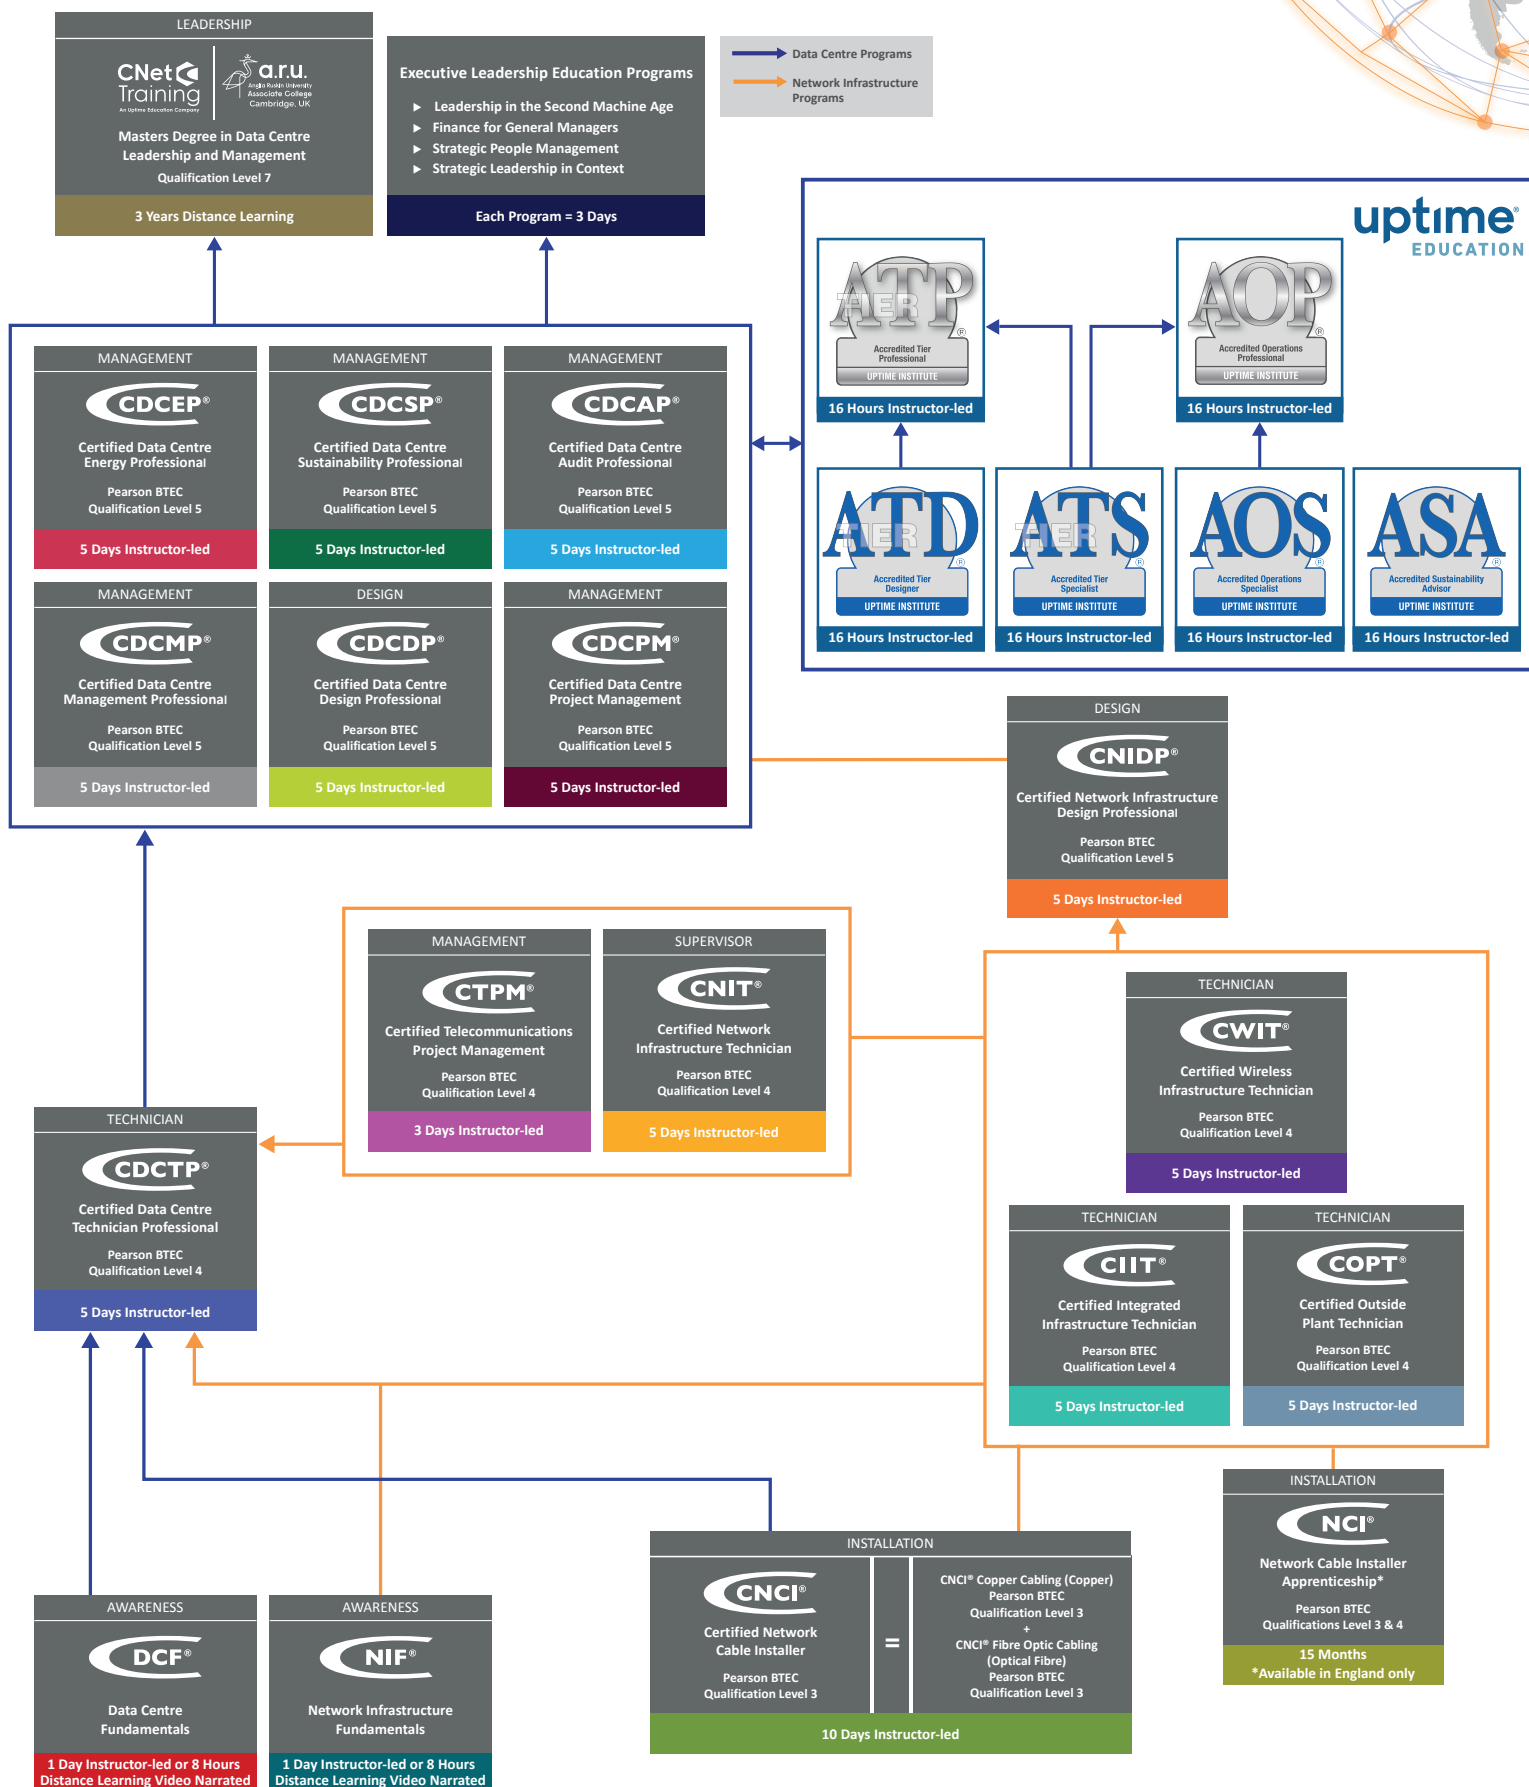 LEADERSHIP
CNet
Training
An Uptime Education Company
a.r.u.
Anglia Ruskin University
Associate College
Cambridge, UK
Masters Degree in Data Centre
Leadership and Management
Qualification Level 7
3 Years Distance Learning
Executive Leadership Education Programs
► Leadership in the Second Machine Age
► Finance for General Managers
► Strategic People Management
► Strategic Leadership in Context
Each Program = 3 Days
Data Centre Programs
Network Infrastructure
Programs
uptime®
EDUCATION
ATP
TIER
®
Accredited Tier
Professional
UPTIME INSTITUTE
16 Hours Instructor-led
AOP
®
Accredited Operations
Professional
UPTIME INSTITUTE
16 Hours Instructor-led
ATD
TIER
®
Accredited Tier
Designer
UPTIME INSTITUTE
16 Hours Instructor-led
ATS
TIER
®
Accredited Tier
Specialist
UPTIME INSTITUTE
16 Hours Instructor-led
AOS
®
Accredited Operations
Specialist
UPTIME INSTITUTE
16 Hours Instructor-led
ASA
®
Accredited Sustainability
Advisor
UPTIME INSTITUTE
16 Hours Instructor-led
MANAGEMENT
CDCEP®
Certified Data Centre
Energy Professional
Pearson BTEC
Qualification Level 5
5 Days Instructor-led
MANAGEMENT
CDCSP®
Certified Data Centre
Sustainability Professional
Pearson BTEC
Qualification Level 5
5 Days Instructor-led
MANAGEMENT
CDCAP®
Certified Data Centre
Audit Professional
Pearson BTEC
Qualification Level 5
5 Days Instructor-led
MANAGEMENT
CDCMP®
Certified Data Centre
Management Professional
Pearson BTEC
Qualification Level 5
5 Days Instructor-led
DESIGN
CDCDP®
Certified Data Centre
Design Professional
Pearson BTEC
Qualification Level 5
5 Days Instructor-led
MANAGEMENT
CDCPM®
Certified Data Centre
Project Management
Pearson BTEC
Qualification Level 5
5 Days Instructor-led
DESIGN
CNIDP®
Certified Network Infrastructure
Design Professional
Pearson BTEC
Qualification Level 5
5 Days Instructor-led
MANAGEMENT
CTPM®
Certified Telecommunications
Project Management
Pearson BTEC
Qualification Level 4
3 Days Instructor-led
SUPERVISOR
CNIT®
Certified Network
Infrastructure Technician
Pearson BTEC
Qualification Level 4
5 Days Instructor-led
TECHNICIAN
CWIT®
Certified Wireless
Infrastructure Technician
Pearson BTEC
Qualification Level 4
5 Days Instructor-led
TECHNICIAN
CDCTP®
Certified Data Centre
Technician Professional
Pearson BTEC
Qualification Level 4
5 Days Instructor-led
TECHNICIAN
CIIT®
Certified Integrated
Infrastructure Technician
Pearson BTEC
Qualification Level 4
5 Days Instructor-led
TECHNICIAN
COPT®
Certified Outside
Plant Technician
Pearson BTEC
Qualification Level 4
5 Days Instructor-led
INSTALLATION
NCI®
Network Cable Installer
Apprenticeship*
Pearson BTEC
Qualifications Level 3 & 4
15 Months
*Available in England only
INSTALLATION
CNCI®
Certified Network
Cable Installer
Pearson BTEC
Qualification Level 3
=
CNCI® Copper Cabling (Copper)
Pearson BTEC
Qualification Level 3
+
CNCI® Fibre Optic Cabling
(Optical Fibre)
Pearson BTEC
Qualification Level 3
10 Days Instructor-led
AWARENESS
DCF®
Data Centre
Fundamentals
1 Day Instructor-led or 8 Hours
Distance Learning Video Narrated
AWARENESS
NIF®
Network Infrastructure
Fundamentals
1 Day Instructor-led or 8 Hours
Distance Learning Video Narrated